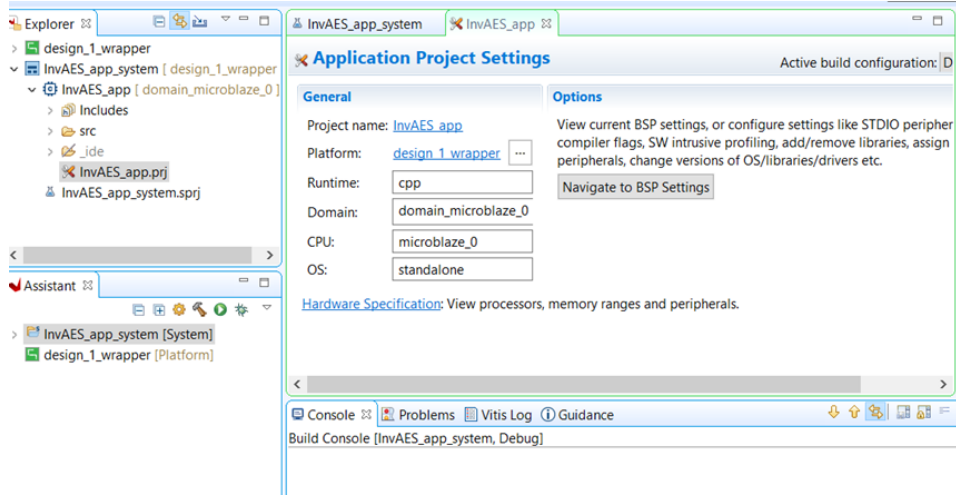 Explorer
design_1_wrapper
InvAES_app_system [ design_1_wrapper
InvAES_app [ domain_microblaze_0 ]
Includes
src
_ide
InvAES_app.prj
InvAES_app_system.sprj
Assistant
InvAES_app_system [System]
design_1_wrapper [Platform]
InvAES_app_system
InvAES_app
Application Project Settings
Active build configuration: D
General
Project name: InvAES_app
Platform: design_1_wrapper ...
Runtime: cpp
Domain: domain_microblaze_0
CPU: microblaze_0
OS: standalone
Hardware Specification: View processors, memory ranges and peripherals.
Options
View current BSP settings, or configure settings like STDIO peripher
compiler flags, SW intrusive profiling, add/remove libraries, assign
peripherals, change versions of OS/libraries/drivers etc.
Navigate to BSP Settings
Console Problems Vitis Log Guidance
Build Console [InvAES_app_system, Debug]